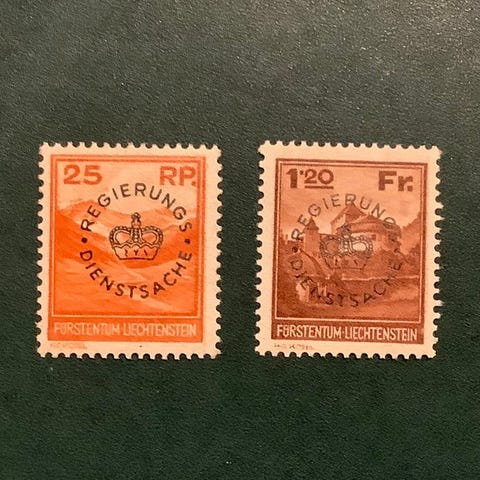 25 RP.
• REGIERUNGS •
DIENSTSACHE
FÜRSTENTUM·LIECHTENSTEIN
1·20 Fr.
• REGIERUNGS •
DIENSTSACHE
FÜRSTENTUM·LIECHTENSTEIN